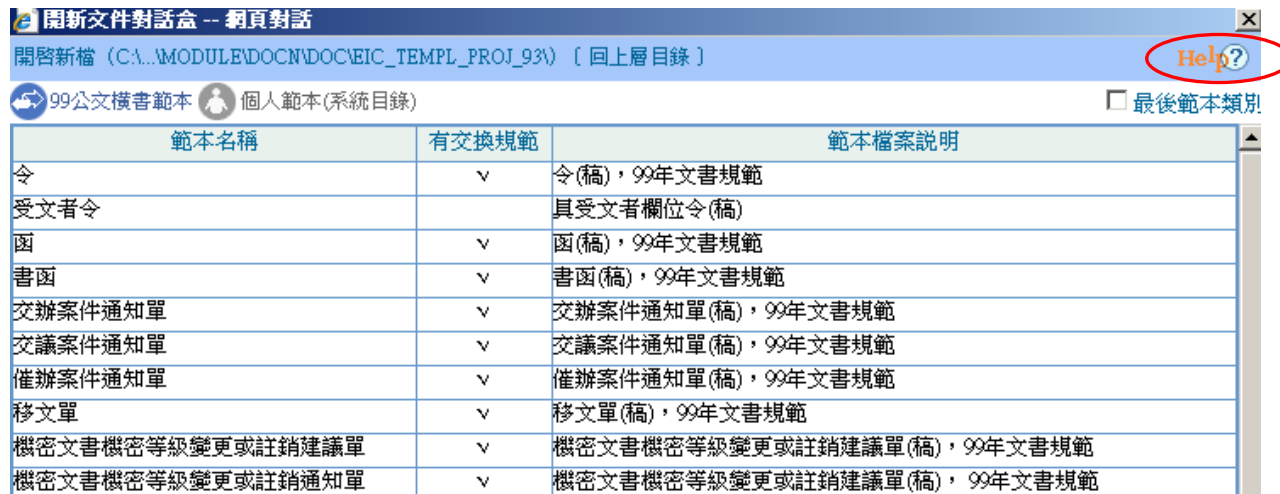 開新文件對話盒 -- 網頁對話
開啓新檔 (C:\...\MODULE\DOCN\DOC\EIC_TEMPL_PROJ_93\) 〔回上層目錄〕 Help?
99公文橫書範本 個人範本(系統目錄) 最後範本類別
範本名稱 有交換規範 範本檔案說明
令 v 令(稿)，99年文書規範
受文者令 具受文者欄位令(稿)
函 v 函(稿)，99年文書規範
書函 v 書函(稿)，99年文書規範
交辦案件通知單 v 交辦案件通知單(稿)，99年文書規範
交議案件通知單 v 交議案件通知單(稿)，99年文書規範
催辦案件通知單 v 催辦案件通知單(稿)，99年文書規範
移文單 v 移文單(稿)，99年文書規範
機密文書機密等級變更或註銷建議單 v 機密文書機密等級變更或註銷建議單(稿)，99年文書規範
機密文書機密等級變更或註銷通知單 v 機密文書機密等級變更或註銷建議單(稿)， 99年文書規範